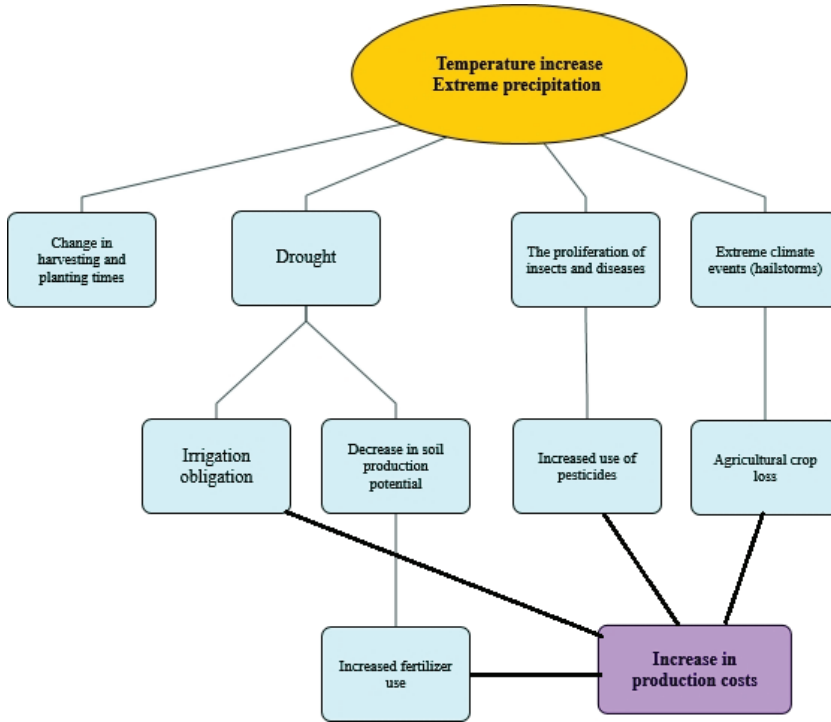 Temperature increase
Extreme precipitation
Change in
harvesting and
planting times
Drought
The proliferation of
insects and diseases
Extreme climate
events (hailstorms)
Irrigation
obligation
Decrease in soil
production
potential
Increased use of
pesticides
Agricultural crop
loss
Increased fertilizer
use
Increase in
production costs